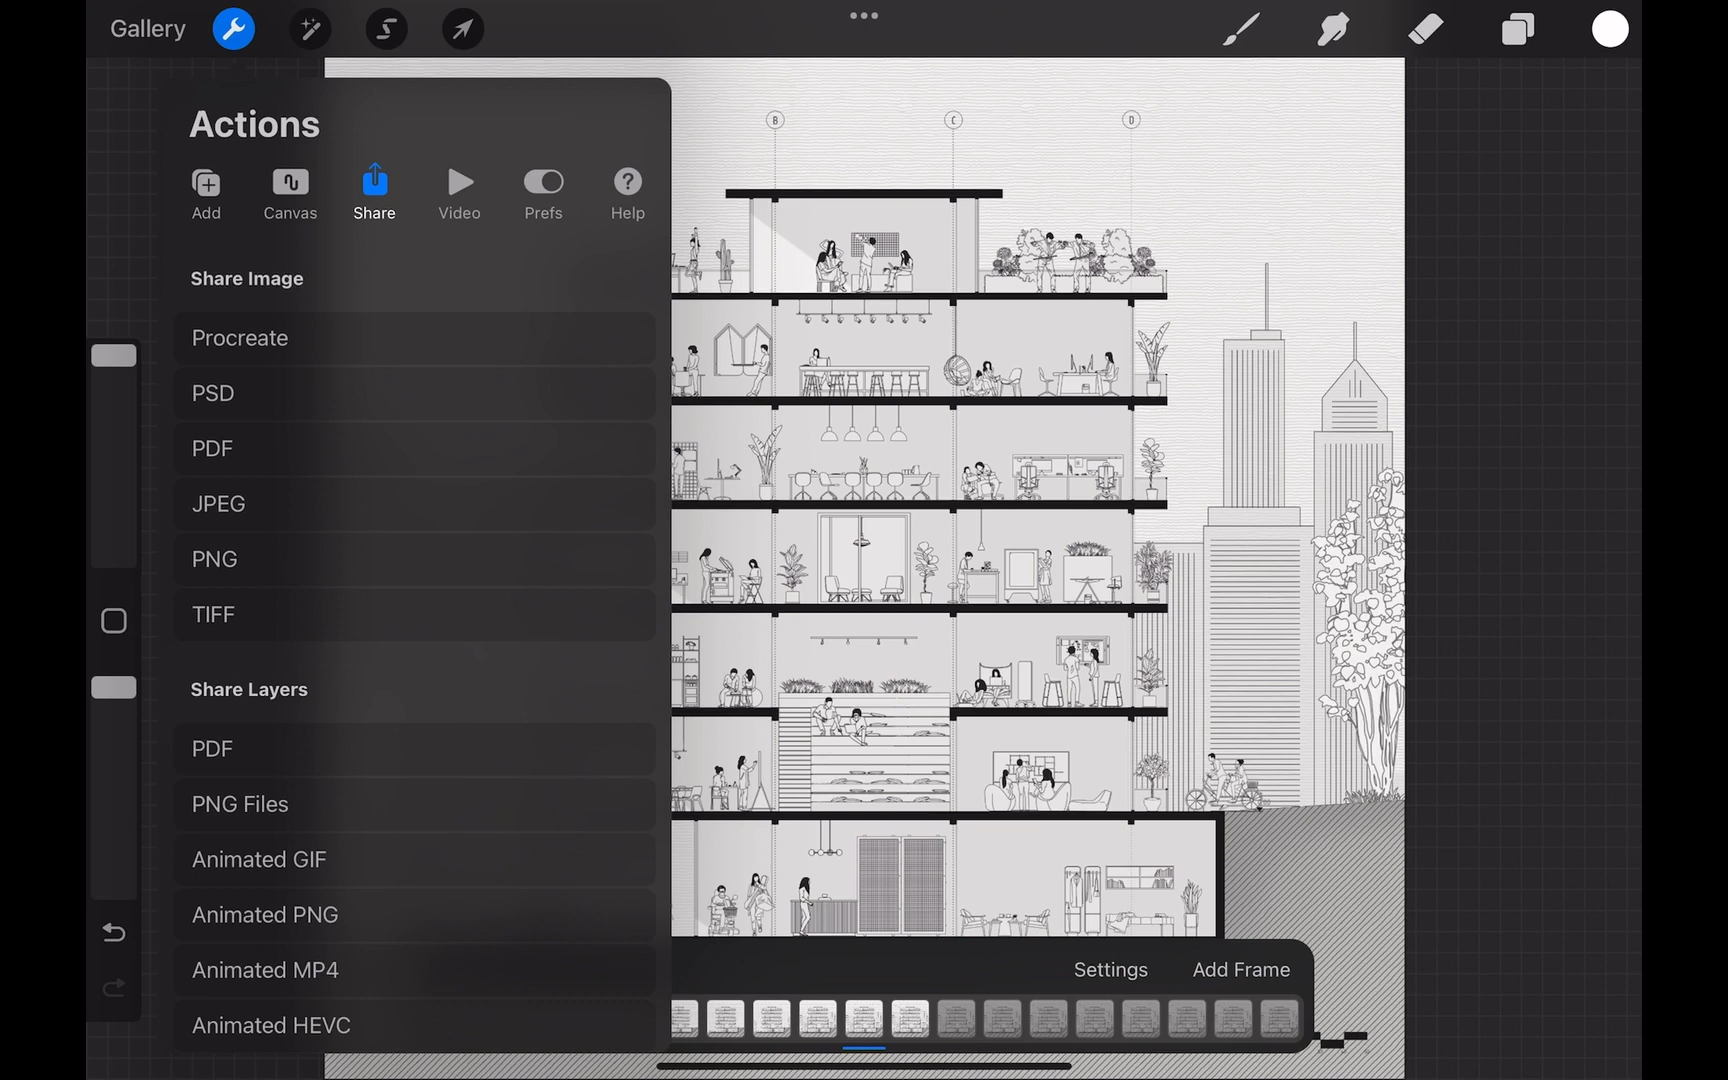 Gallery
Actions
Add Canvas Share Video Prefs Help
Share Image
Procreate
PSD
PDF
JPEG
PNG
TIFF
Share Layers
PDF
PNG Files
Animated GIF
Animated PNG
Animated MP4
Animated HEVC
B C D
Settings Add Frame